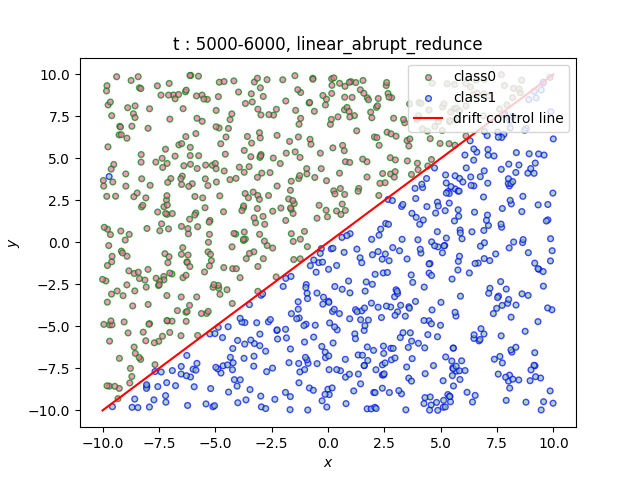 t : 5000-6000, linear_abrupt_redunce
class0
class1
drift control line
10.0
7.5
5.0
2.5
0.0
−2.5
−5.0
−7.5
−10.0
y
−10.0 −7.5 −5.0 −2.5 0.0 2.5 5.0 7.5 10.0
x